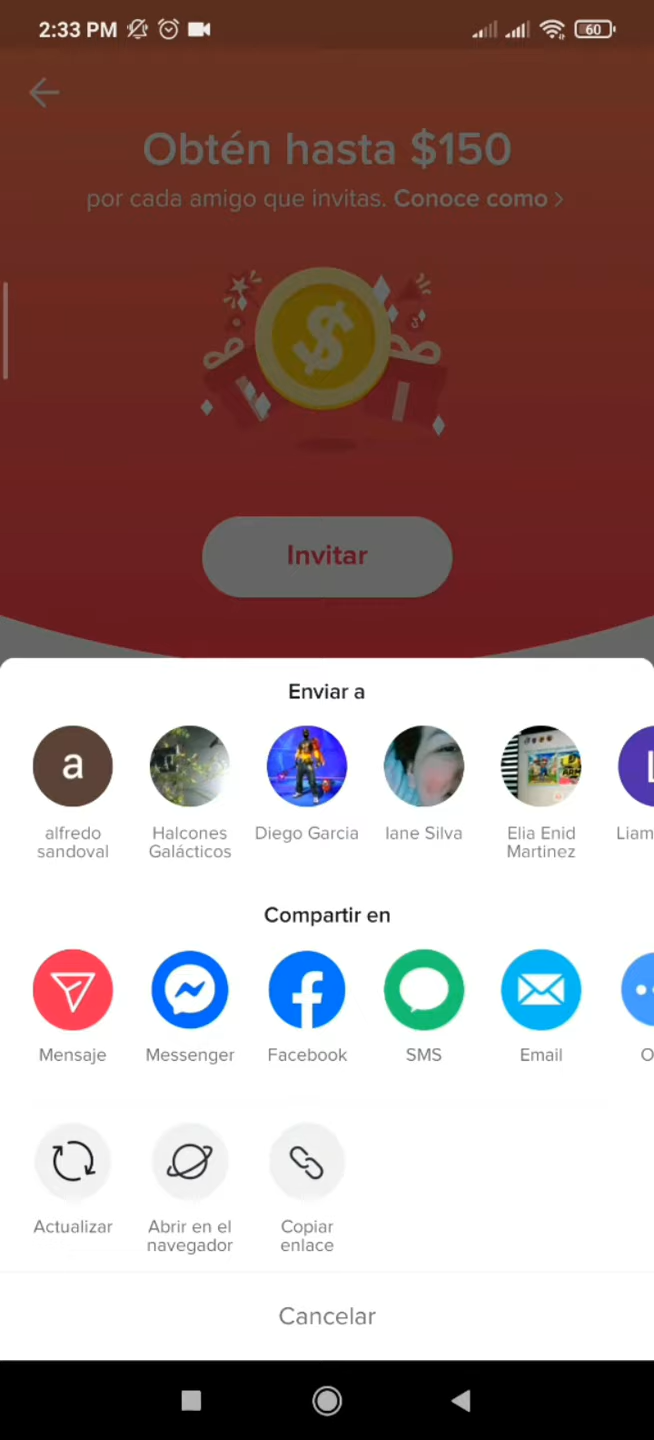 2:33 PM
60
Obtén hasta $150
por cada amigo que invitas. Conoce como >
$
Invitar
Enviar a
a
L
alfredo
sandoval
Halcones
Galácticos
Diego Garcia
Iane Silva
Elia Enid
Martinez
Liam
Compartir en
Mensaje
Messenger
Facebook
SMS
Email
O
Actualizar
Abrir en el
navegador
Copiar
enlace
Cancelar